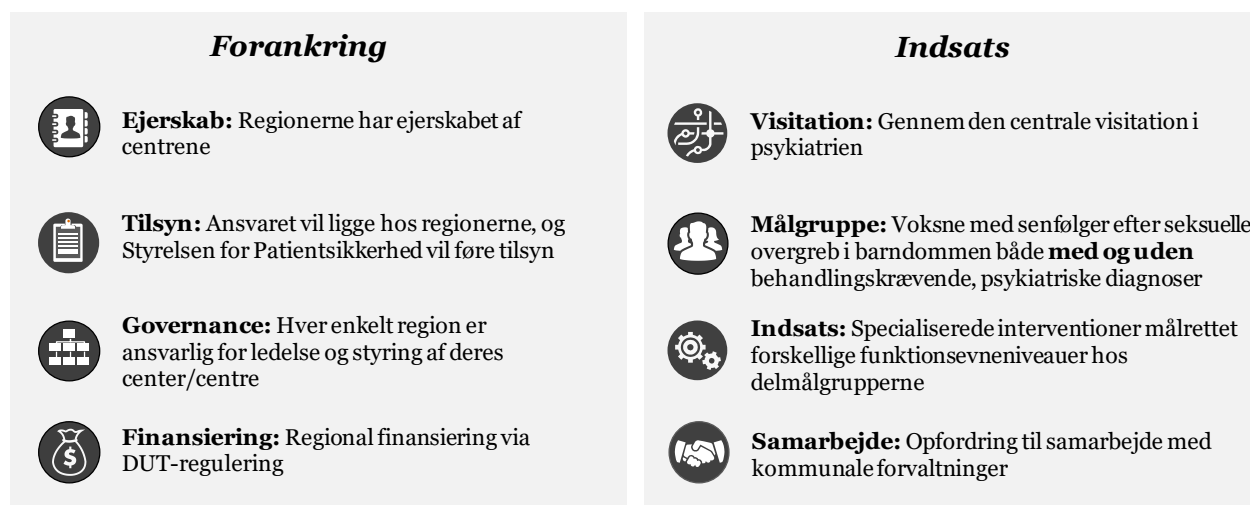 Forankring
Ejerskab: Regionerne har ejerskabet af
centrene
Tilsyn: Ansvaret vil ligge hos regionerne, og
Styrelsen for Patientsikkerhed vil føre tilsyn
Governance: Hver enkelt region er
ansvarlig for ledelse og styring af deres
center/centre
Finansiering: Regional finansiering via
DUT-regulering
Indsats
Visitation: Gennem den centrale visitation i
psykiatrien
Målgruppe: Voksne med senfølger efter seksuelle
overgreb i barndommen både med og uden
behandlingskrævende, psykiatriske diagnoser
Indsats: Specialiserede interventioner målrettet
forskellige funktionsevneniveauer hos
delmålgrupperne
Samarbejde: Opfordring til samarbejde med
kommunale forvaltninger